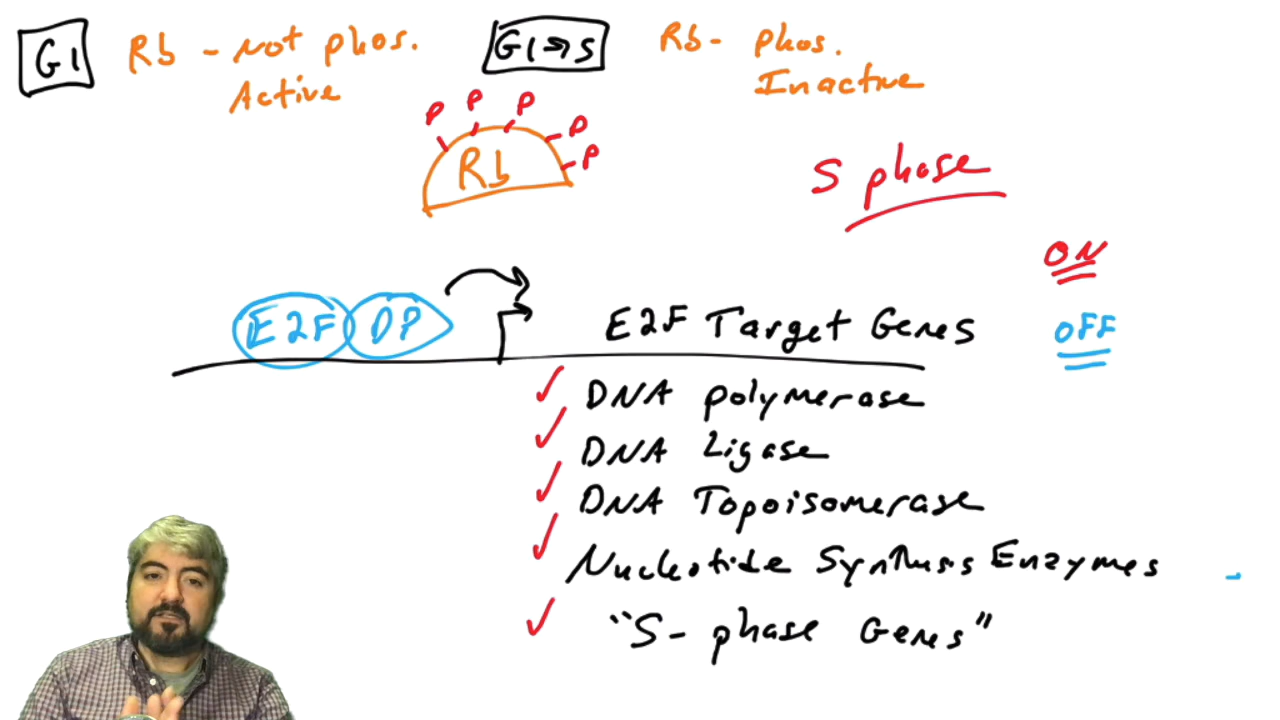 G1
Rb - not phos.
Active
G1 → S
Rb - phos.
Inactive
P P P P P
Rb
S phase
ON
E2F DP
E2F Target Genes
OFF
✓ DNA polymerase
✓ DNA Ligase
✓ DNA Topoisomerase
✓ Nucleotide Synthesis Enzymes
✓ "S-phase Genes"